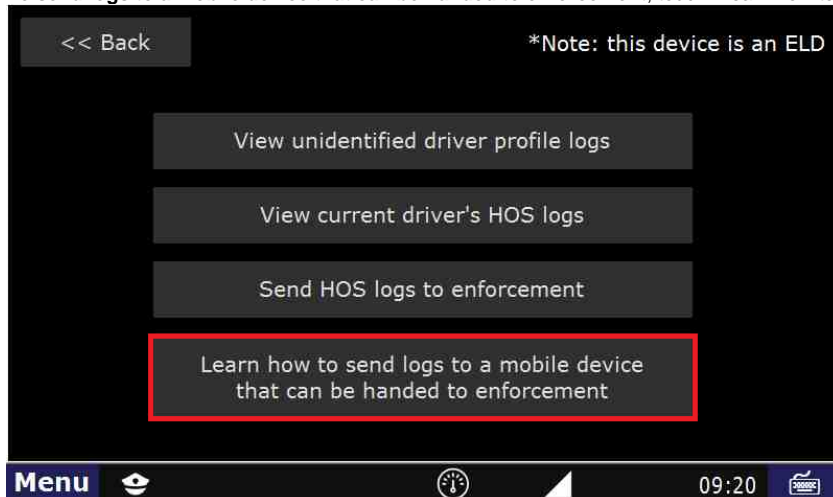 << Back
*Note: this device is an ELD
View unidentified driver profile logs
View current driver's HOS logs
Send HOS logs to enforcement
Learn how to send logs to a mobile device
that can be handed to enforcement
Menu
09:20